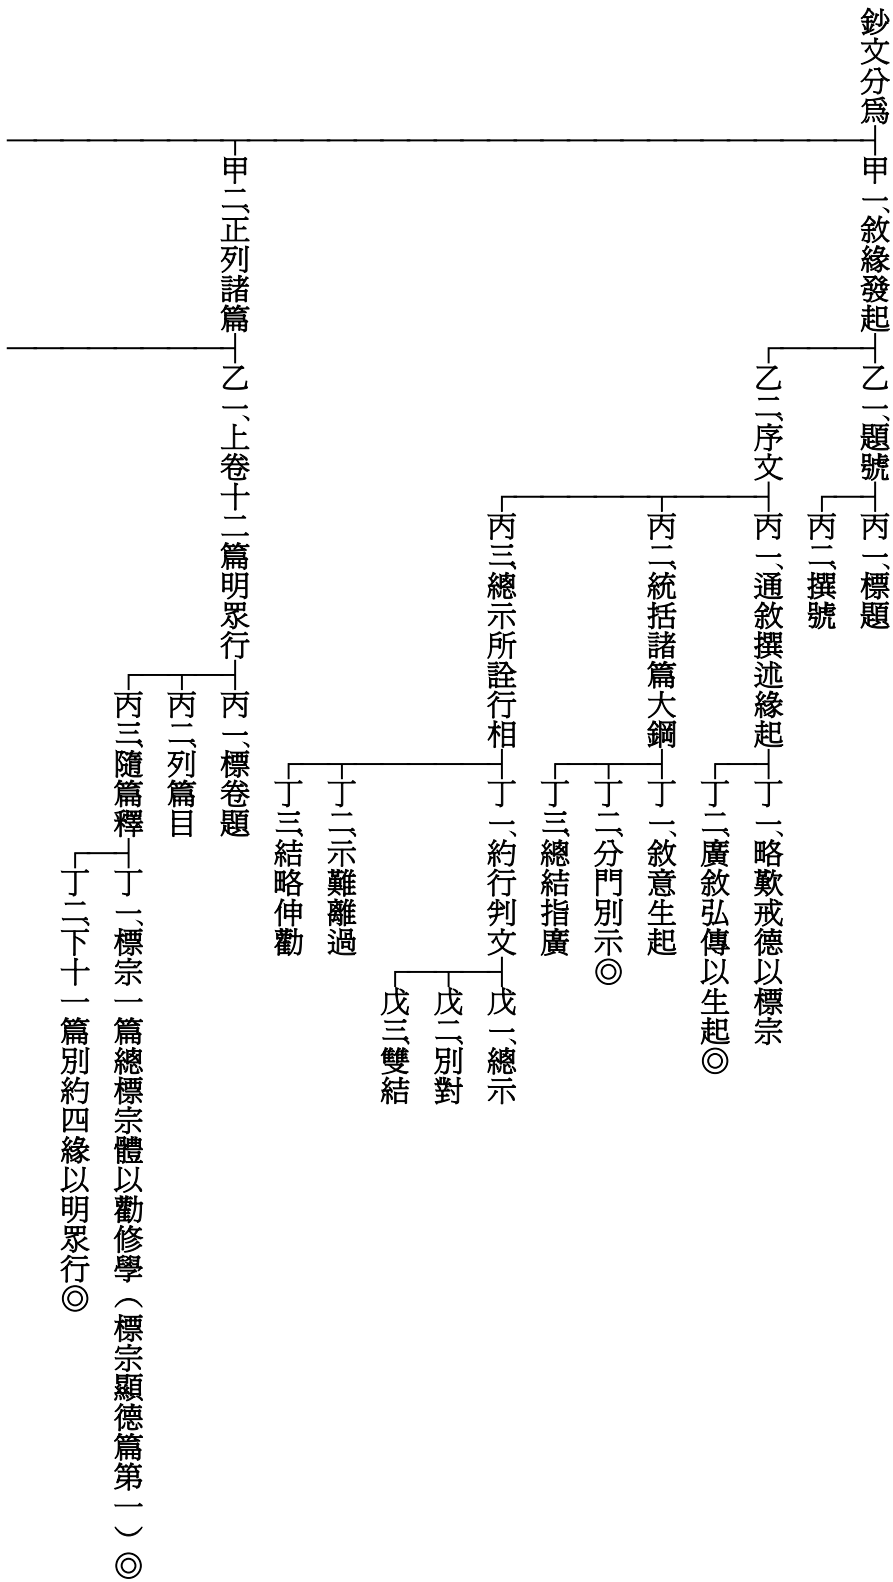 鈔文分爲
甲一、敘緣發起
乙一、題號
丙一、標題
丙二、撰號
乙二、序文
丙一、通敘撰述緣起
丁一、略歎戒德以標宗
丁二、廣敘弘傳以生起◎
丙二、統括諸篇大鋼
丁一、敘意生起
丁二、分門別示◎
丁三、總結指廣
丙三、總示所詮行相
丁一、約行判文
戊一、總示
戊二、別對
戊三、雙結
丁二、示難離過
丁三、結略伸勸
甲二、正列諸篇
乙一、上卷十二篇明眾行
丙一、標卷題
丙二、列篇目
丙三、隨篇釋
丁一、標宗一篇總標宗體以勸修學（標宗顯德篇第一）◎
丁二、下十一篇別約四緣以明眾行◎